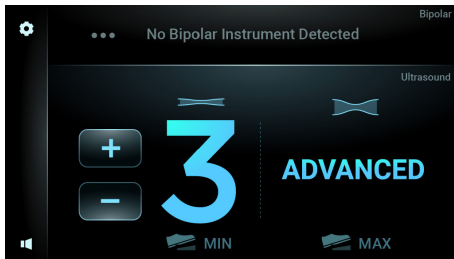 Bipolar
••• No Bipolar Instrument Detected
Ultrasound
+
3
ADVANCED
−
MIN
MAX